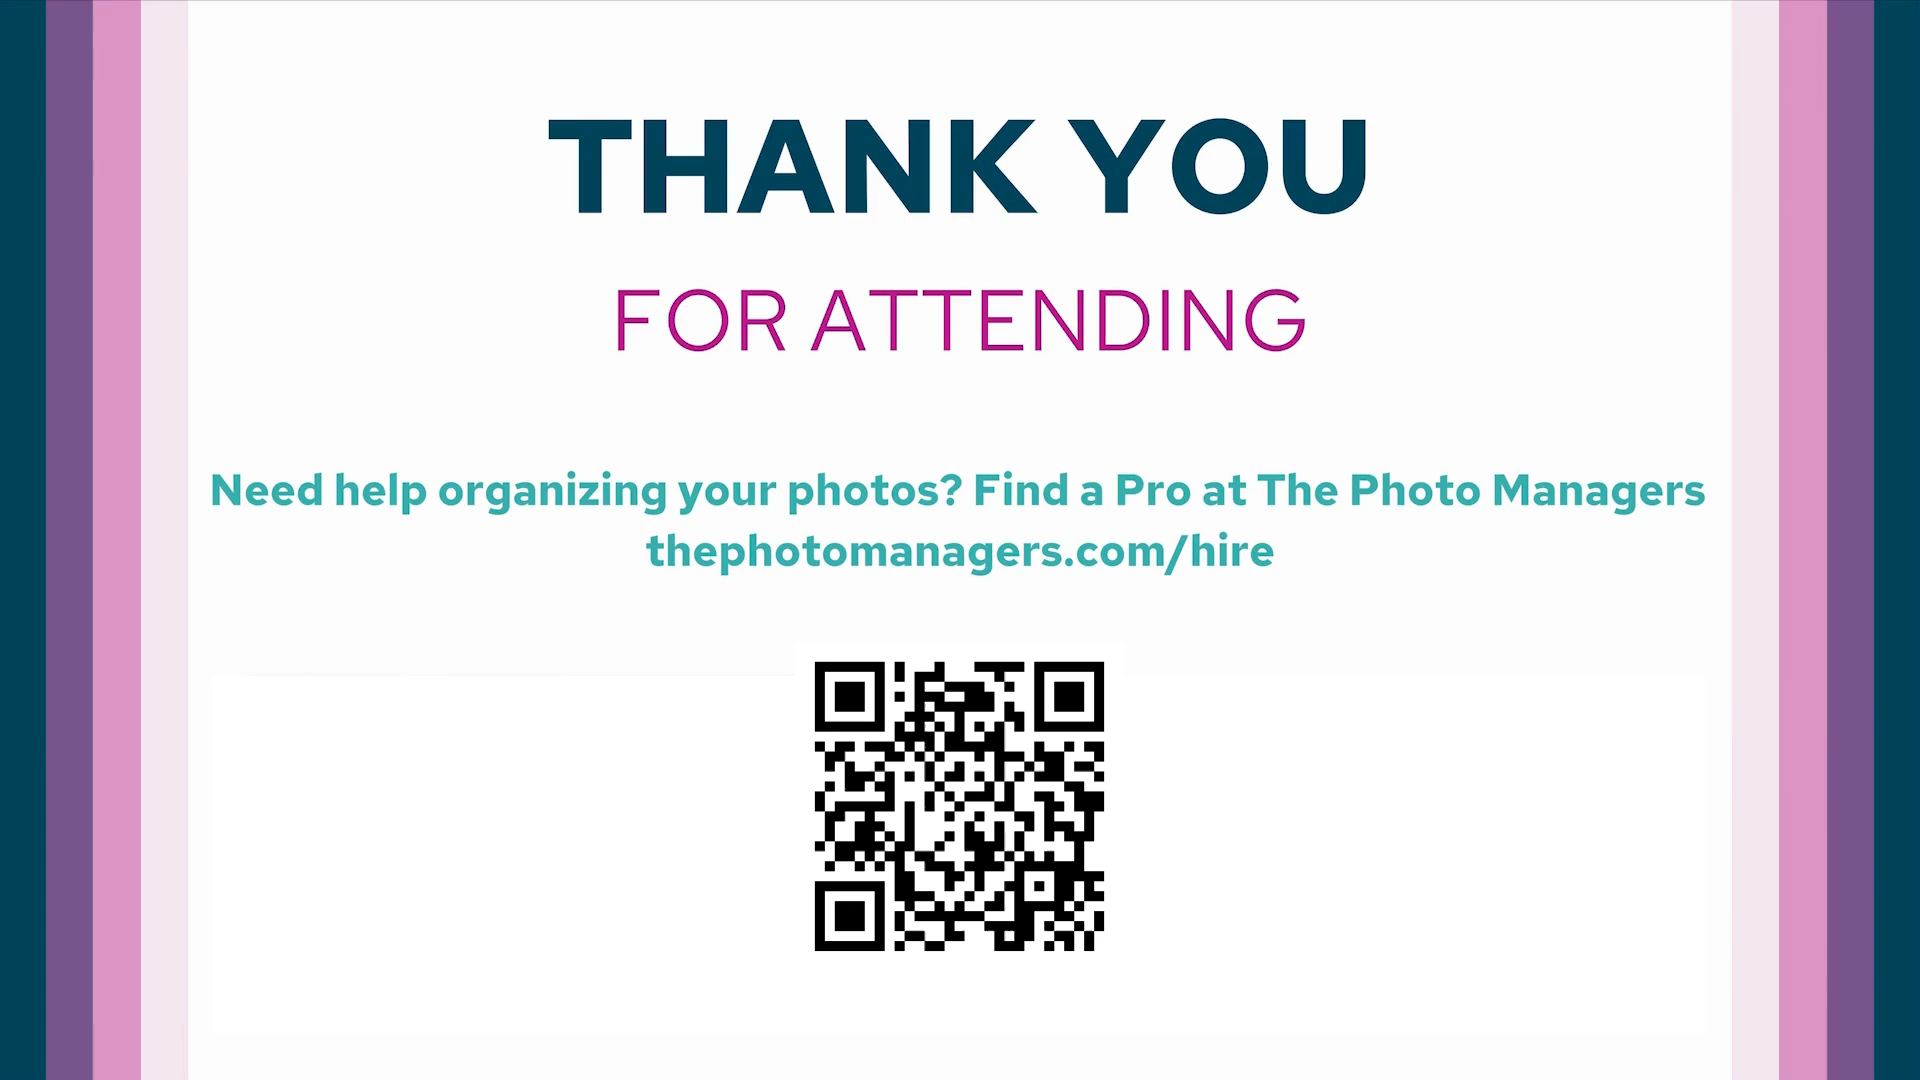 THANK YOU
FOR ATTENDING
Need help organizing your photos? Find a Pro at The Photo Managers
thephotomanagers.com/hire